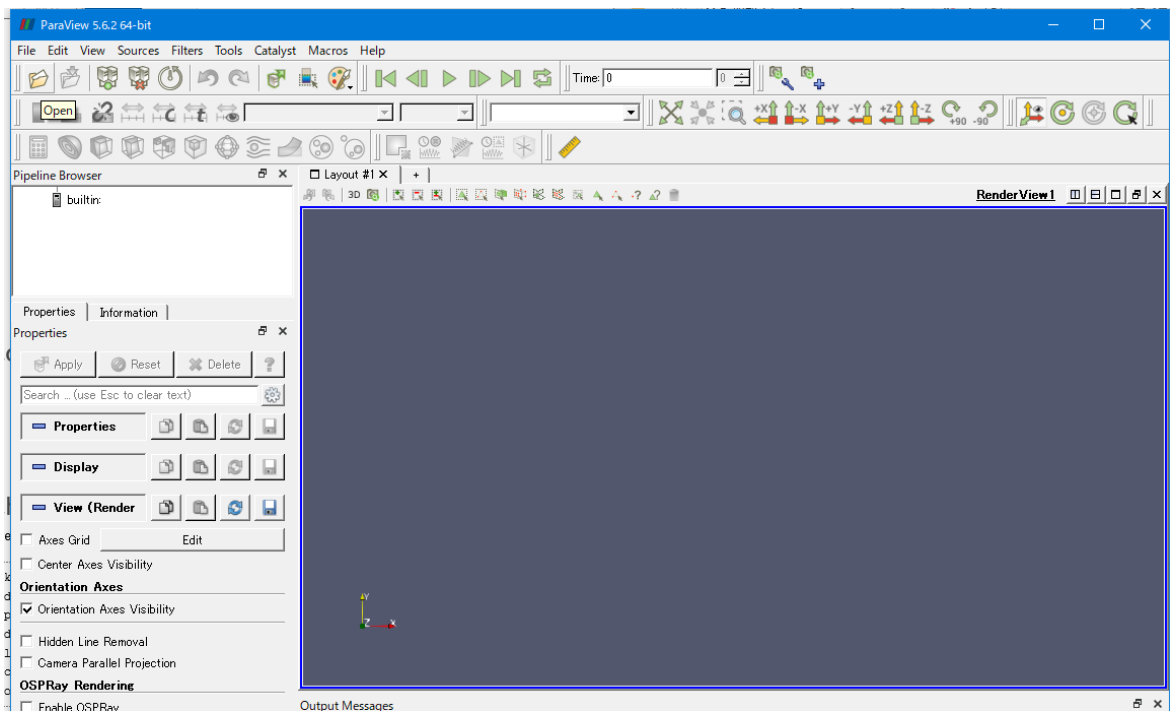 ParaView 5.6.2 64-bit
File Edit View Sources Filters Tools Catalyst Macros Help
Time: 0 0
Open
+X -X +Y -Y +Z -Z +90 -90
Pipeline Browser
Layout #1 +
builtin:
3D
RenderView1
Properties Information
Properties
Apply Reset Delete ?
Search ... (use Esc to clear text)
Properties
Display
View (Render
Axes Grid Edit
Center Axes Visibility
Orientation Axes
Orientation Axes Visibility
Y
Z X
Hidden Line Removal
Camera Parallel Projection
OSPRay Rendering
Enable OSPRay
Output Messages